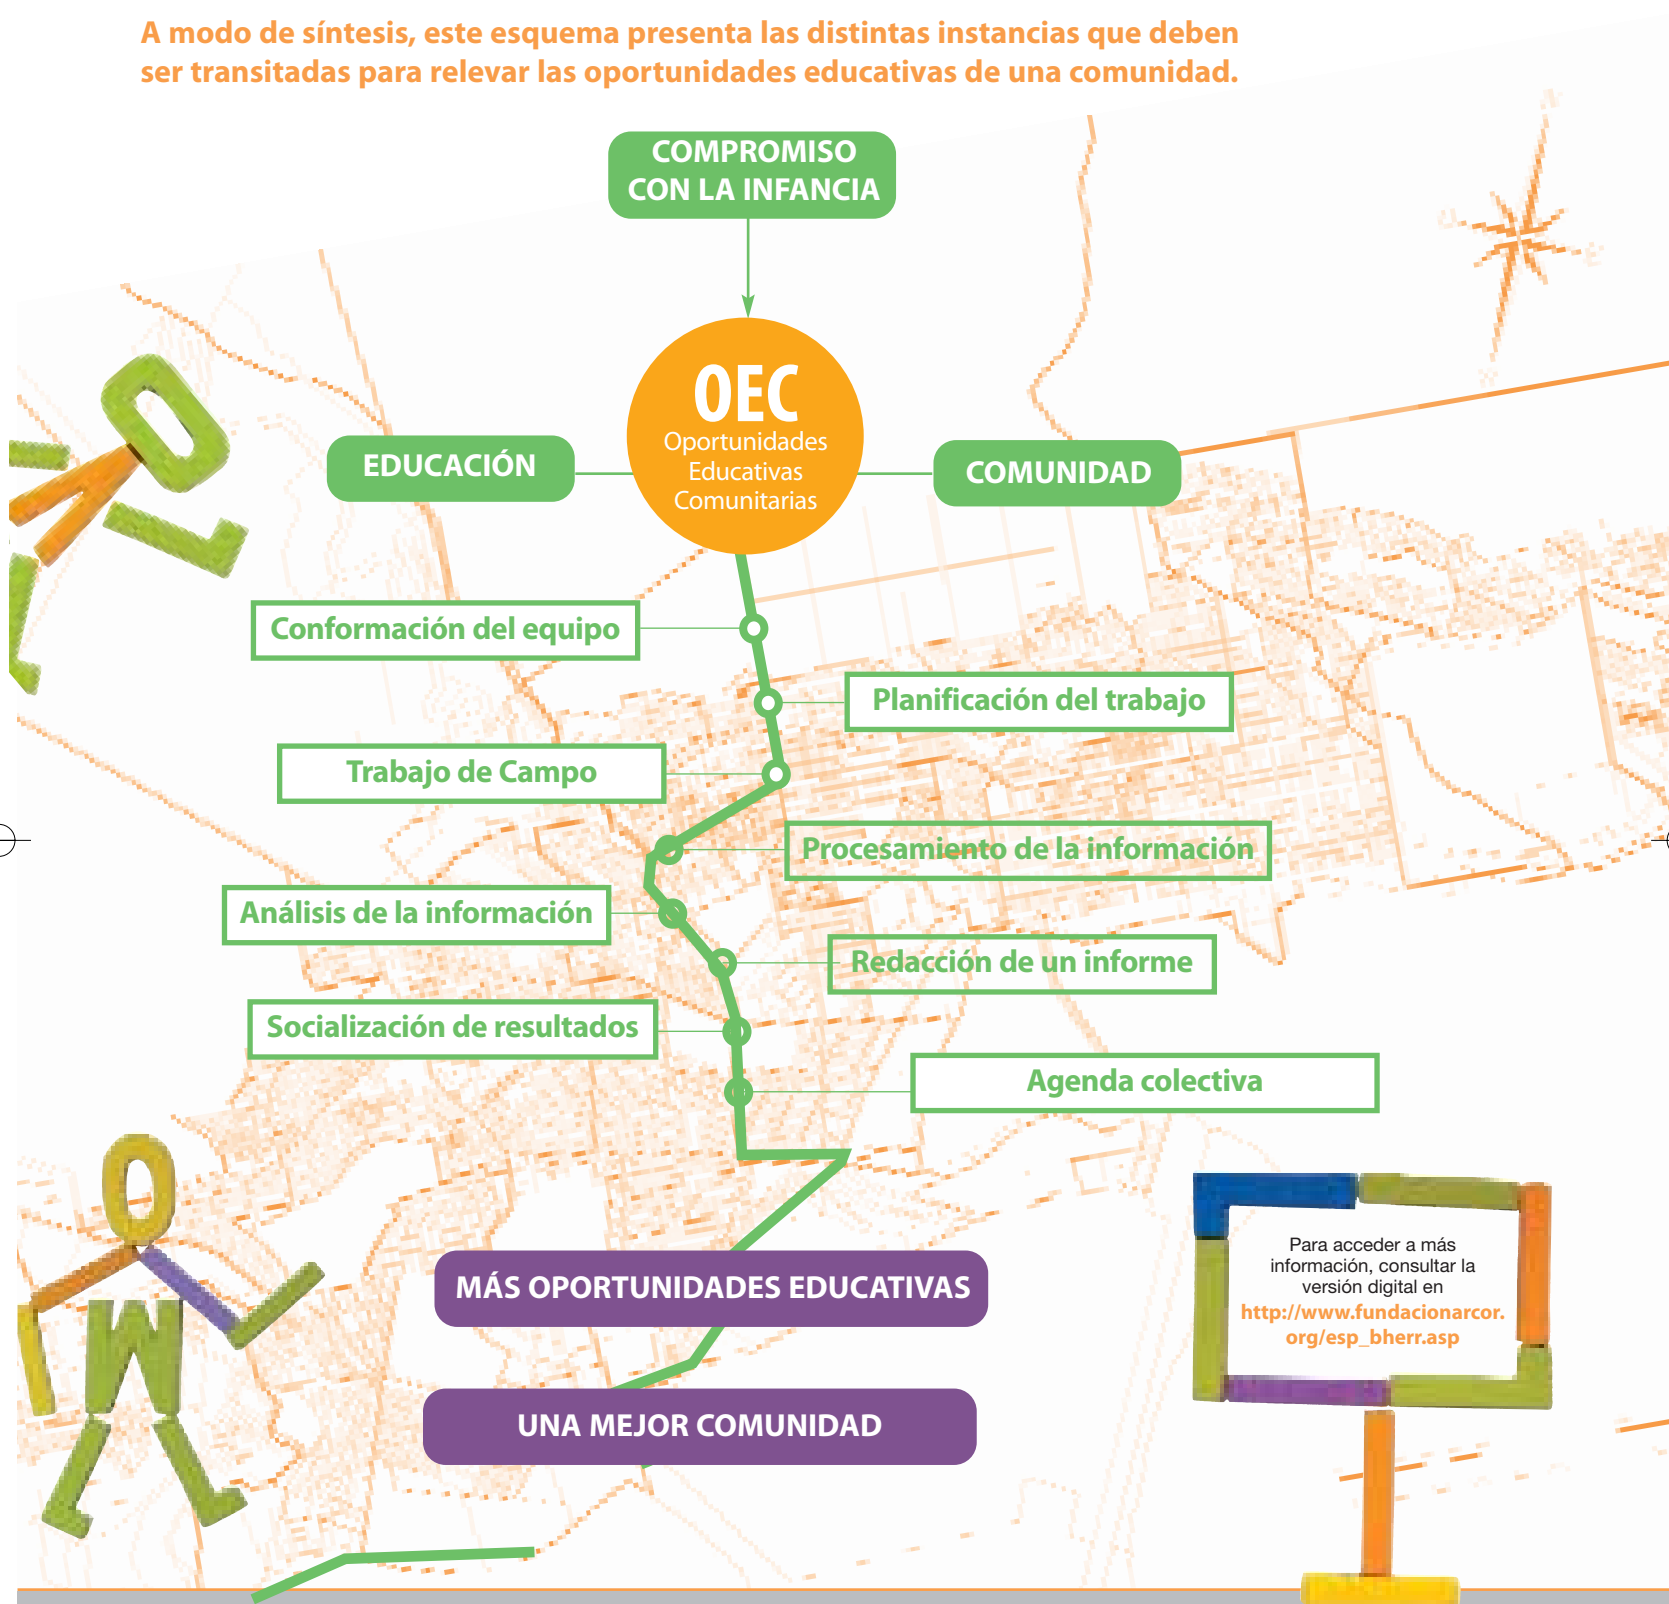 A modo de síntesis, este esquema presenta las distintas instancias que deben
ser transitadas para relevar las oportunidades educativas de una comunidad.
COMPROMISO
CON LA INFANCIA
OEC
Oportunidades
Educativas
Comunitarias
EDUCACIÓN
COMUNIDAD
Conformación del equipo
Planificación del trabajo
Trabajo de Campo
Procesamiento de la información
Análisis de la información
Redacción de un informe
Socialización de resultados
Agenda colectiva
MÁS OPORTUNIDADES EDUCATIVAS
UNA MEJOR COMUNIDAD
Para acceder a más
información, consultar la
versión digital en
http://www.fundacionarcor.
org/esp_bherr.asp